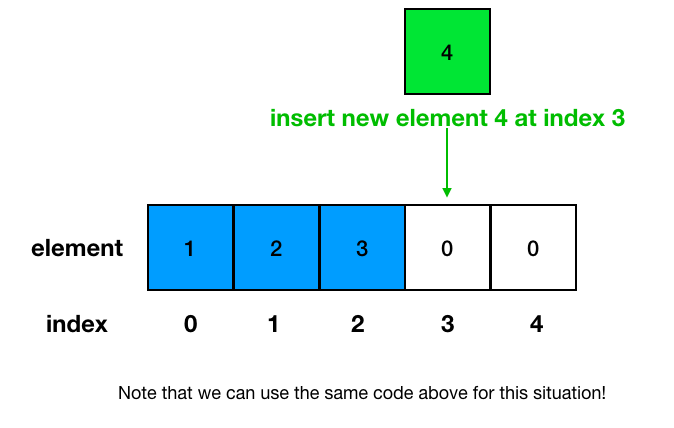 4
insert new element 4 at index 3
element 1 2 3 0 0
index 0 1 2 3 4
Note that we can use the same code above for this situation!